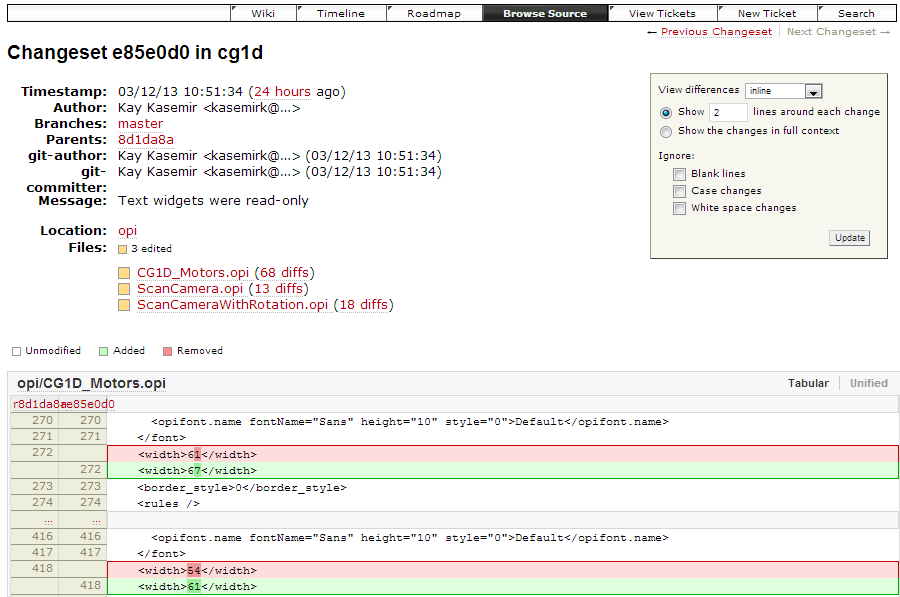 Wiki Timeline Roadmap Browse Source View Tickets New Ticket Search
← Previous Changeset Next Changeset →
Changeset e85e0d0 in cg1d
Timestamp: 03/12/13 10:51:34 (24 hours ago)
Author: Kay Kasemir <kasemirk@...>
Branches: master
Parents: 8d1da8a
git-author: Kay Kasemir <kasemirk@...> (03/12/13 10:51:34)
git-committer: Kay Kasemir <kasemirk@...> (03/12/13 10:51:34)
Message: Text widgets were read-only
Location: opi
Files: 3 edited
CG1D_Motors.opi (68 diffs)
ScanCamera.opi (13 diffs)
ScanCameraWithRotation.opi (18 diffs)
View differences inline
Show 2 lines around each change
Show the changes in full context
Ignore:
Blank lines
Case changes
White space changes
Update
Unmodified Added Removed
opi/CG1D_Motors.opi Tabular Unified
r8d1da8a re85e0d0
270 270 <opifont.name fontName="Sans" height="10" style="0">Default</opifont.name>
271 271 </font>
272 <width>61</width>
272 <width>67</width>
273 273 <border_style>0</border_style>
274 274 <rules />
... ...
416 416 <opifont.name fontName="Sans" height="10" style="0">Default</opifont.name>
417 417 </font>
418 <width>54</width>
418 <width>61</width>